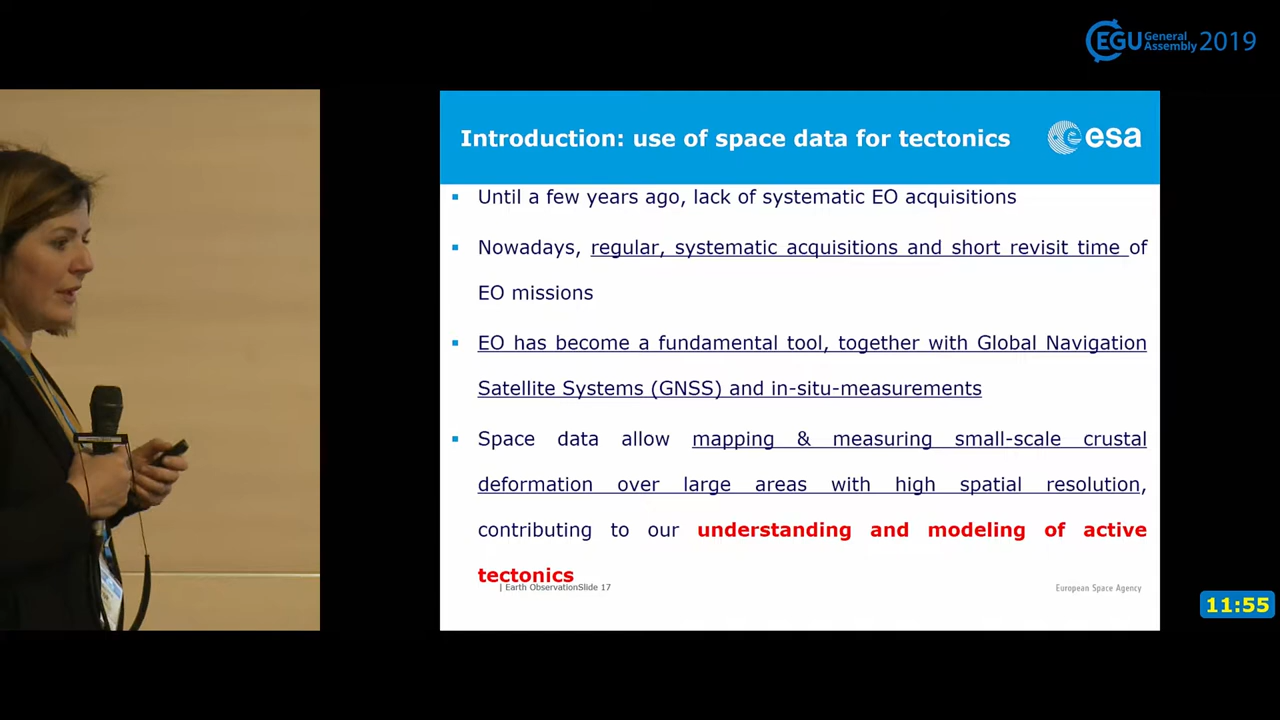 EGU General Assembly 2019
Introduction: use of space data for tectonics
esa
▪ Until a few years ago, lack of systematic EO acquisitions
▪ Nowadays, regular, systematic acquisitions and short revisit time of
EO missions
▪ EO has become a fundamental tool, together with Global Navigation
Satellite Systems (GNSS) and in-situ-measurements
▪ Space data allow mapping & measuring small-scale crustal
deformation over large areas with high spatial resolution,
contributing to our understanding and modeling of active
tectonics
| Earth ObservationSlide 17
European Space Agency
11:55